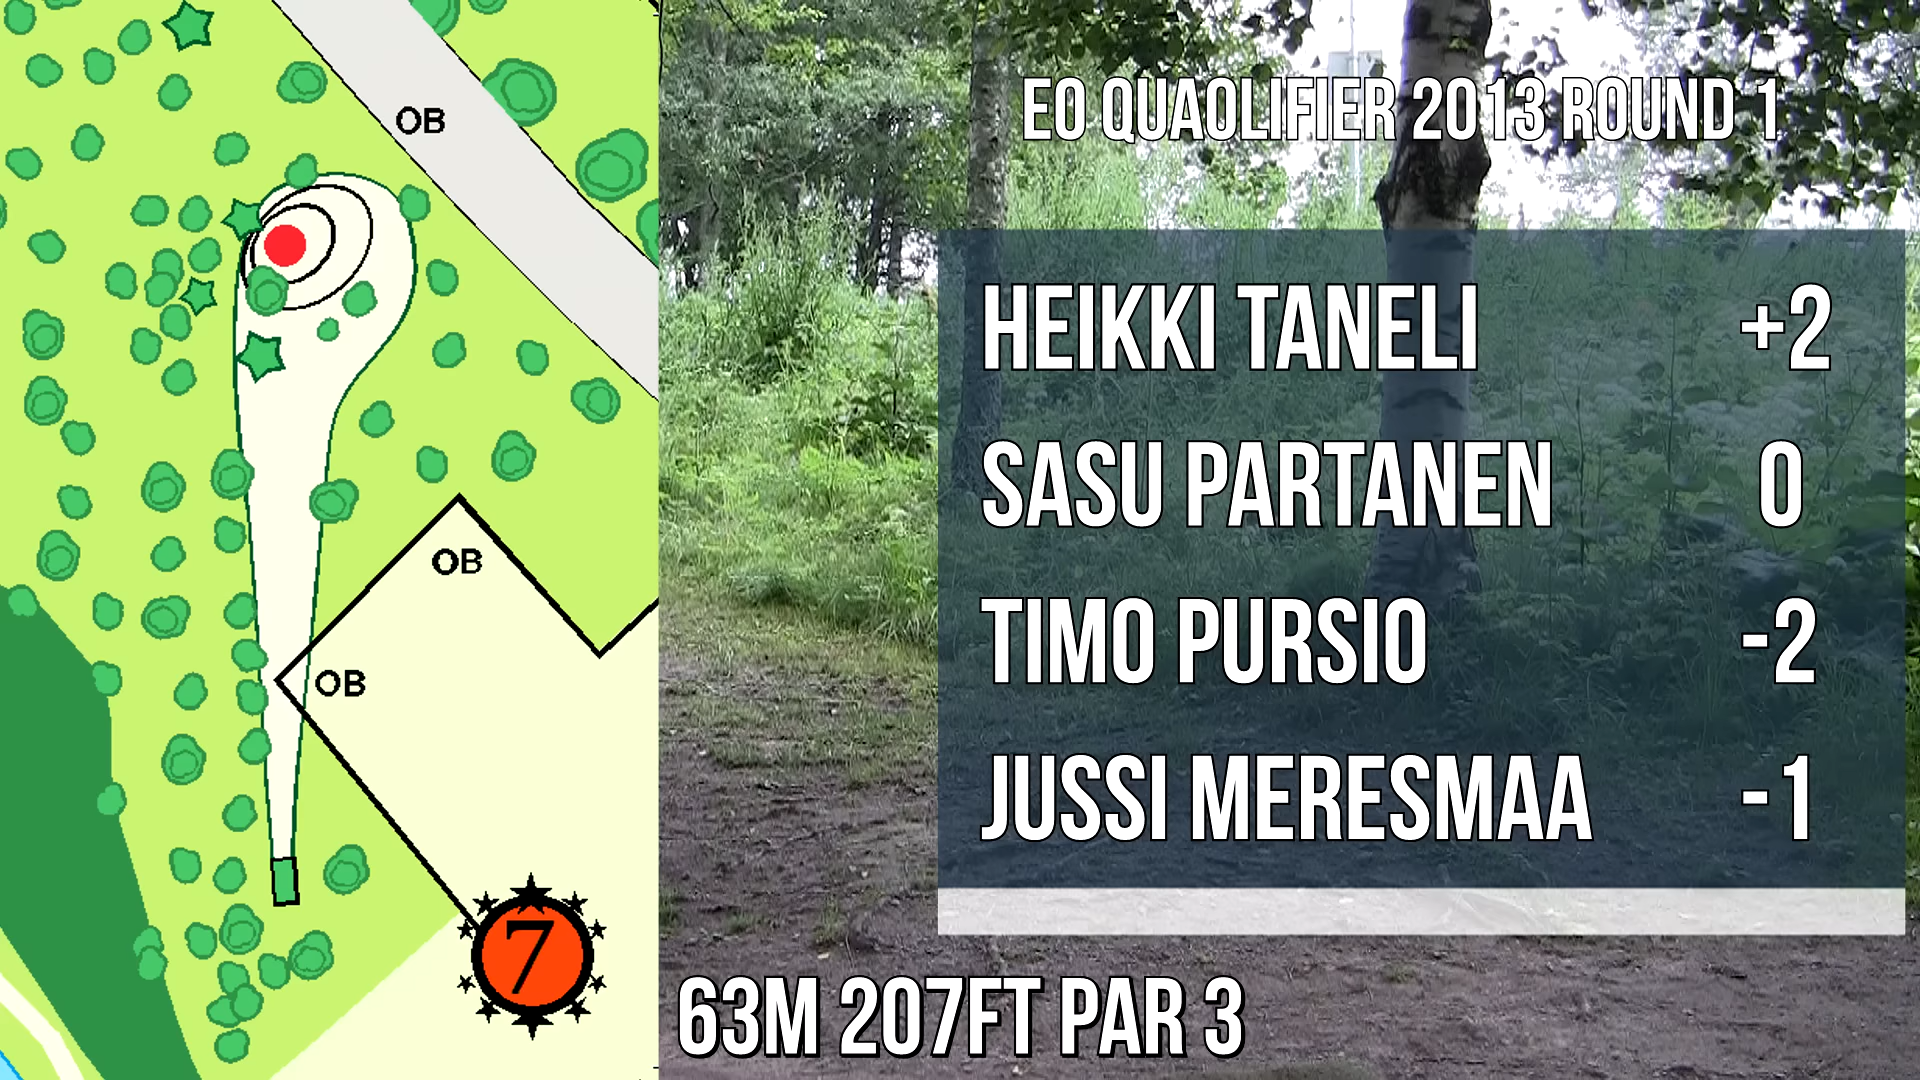 OB
OB
OB
7
EO QUAOLIFIER 2013 ROUND 1
HEIKKI TANELI +2
SASU PARTANEN 0
TIMO PURSIO -2
JUSSI MERESMAA -1
63M 207FT PAR 3